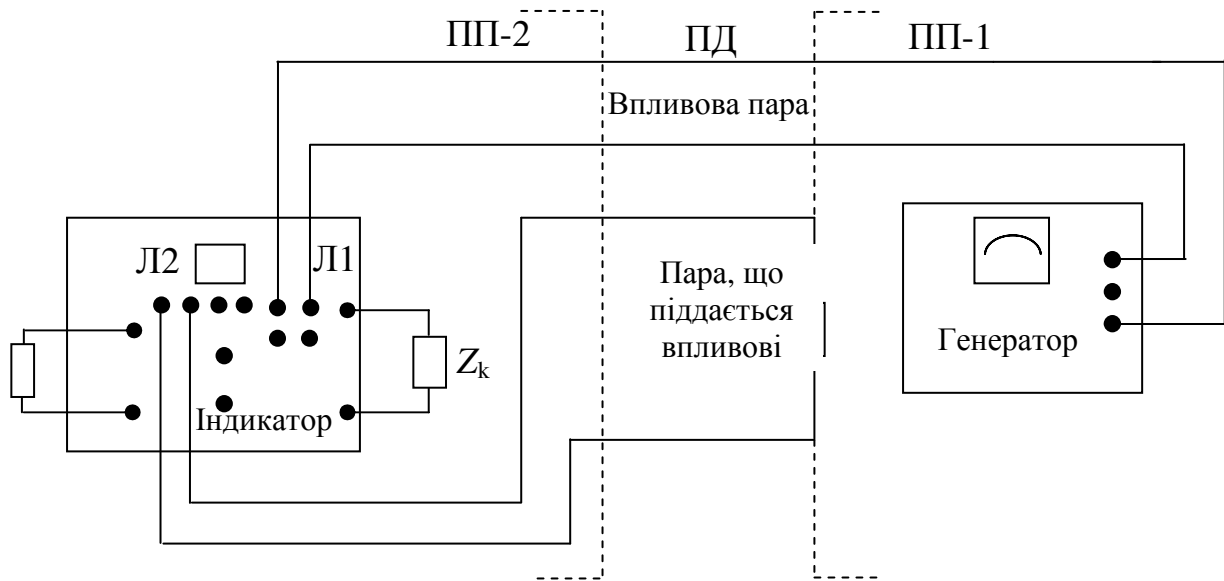 ПП-2
ПД
ПП-1
Впливова пара
Л2
Л1
Пара, що
піддається
впливові
Генератор
Zk
Індикатор